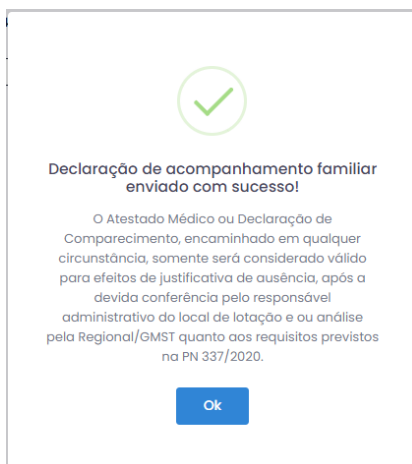 Declaração de acompanhamento familiar
enviado com sucesso!
O Atestado Médico ou Declaração de
Comparecimento, encaminhado em qualquer
circunstância, somente será considerado válido
para efeitos de justificativa de ausência, após a
devida conferência pelo responsável
administrativo do local de lotação e ou análise
pela Regional/GMST quanto aos requisitos previstos
na PN 337/2020.
Ok